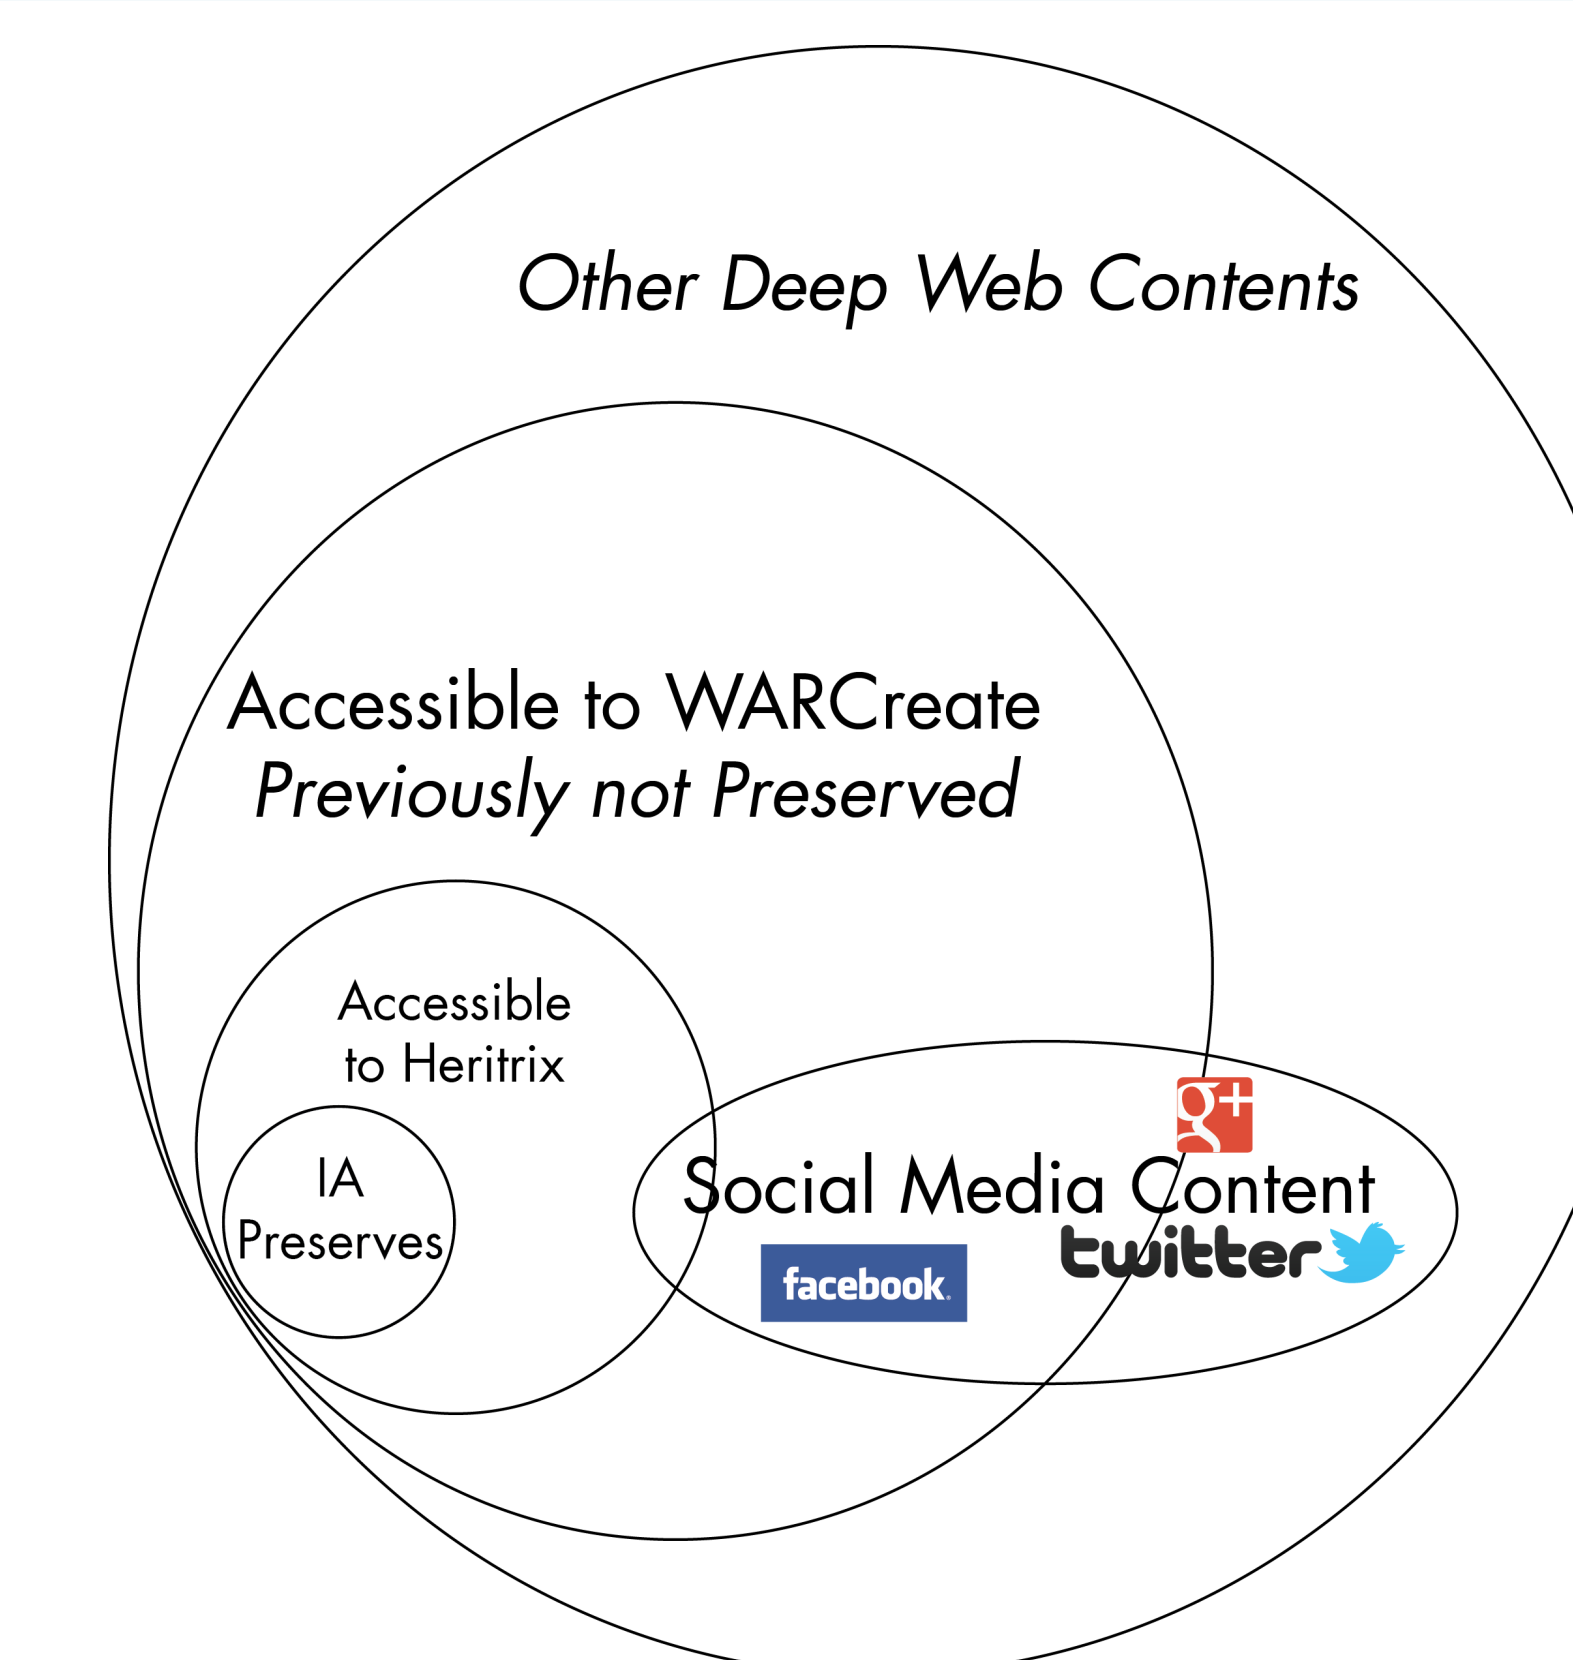 Other Deep Web Contents
Accessible to WARCreate
Previously not Preserved
Accessible
to Heritrix
IA
Preserves
g+
Social Media Content
twitter
facebook.